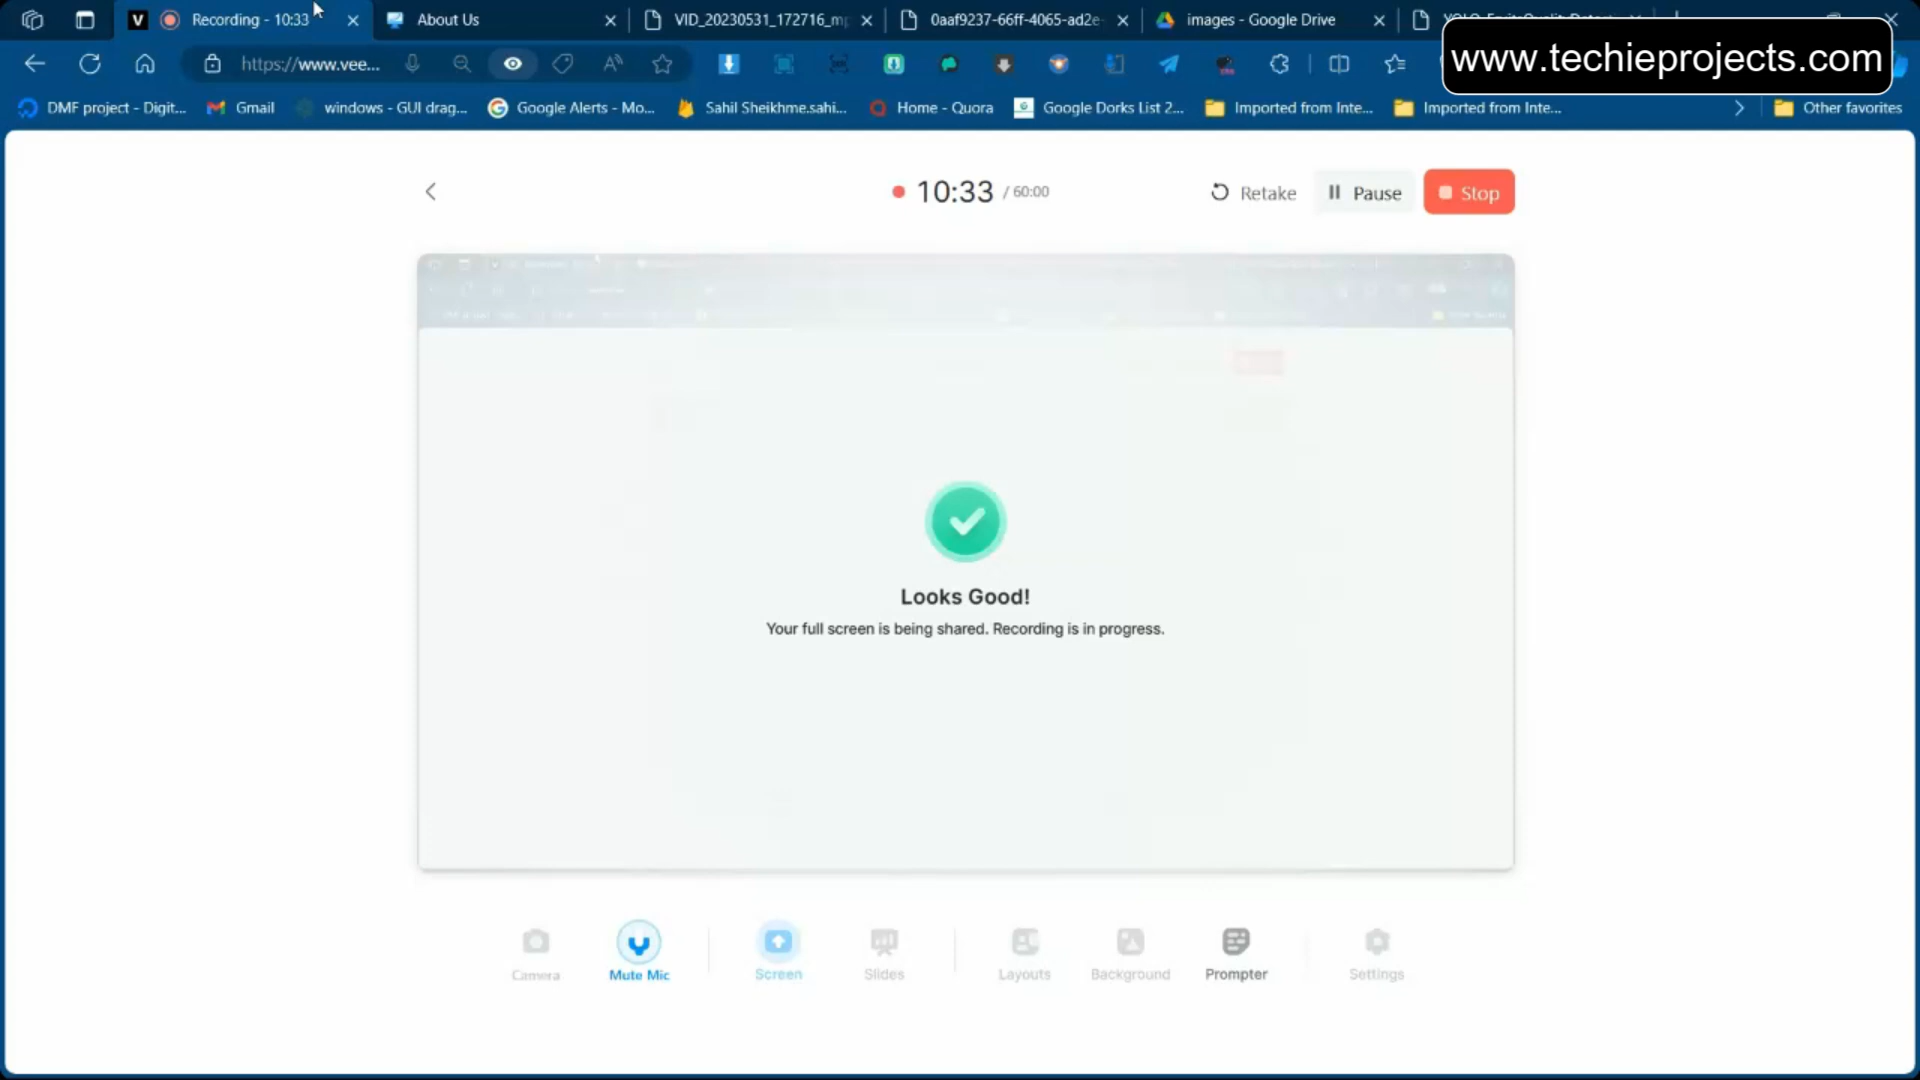 Recording - 10:33
About Us
VID_20230531_172716_m
0aaf9237-66ff-4065-ad2e-
images - Google Drive
www.techieprojects.com
https://www.vee...
DMF project - Digit...
Gmail
windows - GUI drag...
Google Alerts - Mo...
Sahil Sheikhme.sahi...
Home - Quora
Google Dorks List 2...
Imported from Inte...
Imported from Inte...
Other favorites
10:33 / 60:00
Retake
Pause
Stop
Looks Good!
Your full screen is being shared. Recording is in progress.
Camera
Mute Mic
Screen
Slides
Layouts
Background
Prompter
Settings